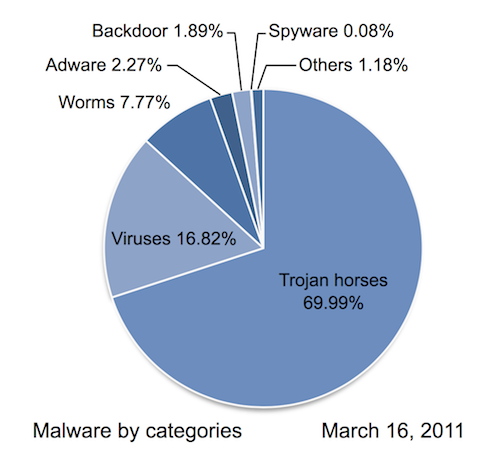 Backdoor 1.89%
Spyware 0.08%
Adware 2.27%
Others 1.18%
Worms 7.77%
Viruses 16.82%
Trojan horses
69.99%
Malware by categories
March 16, 2011